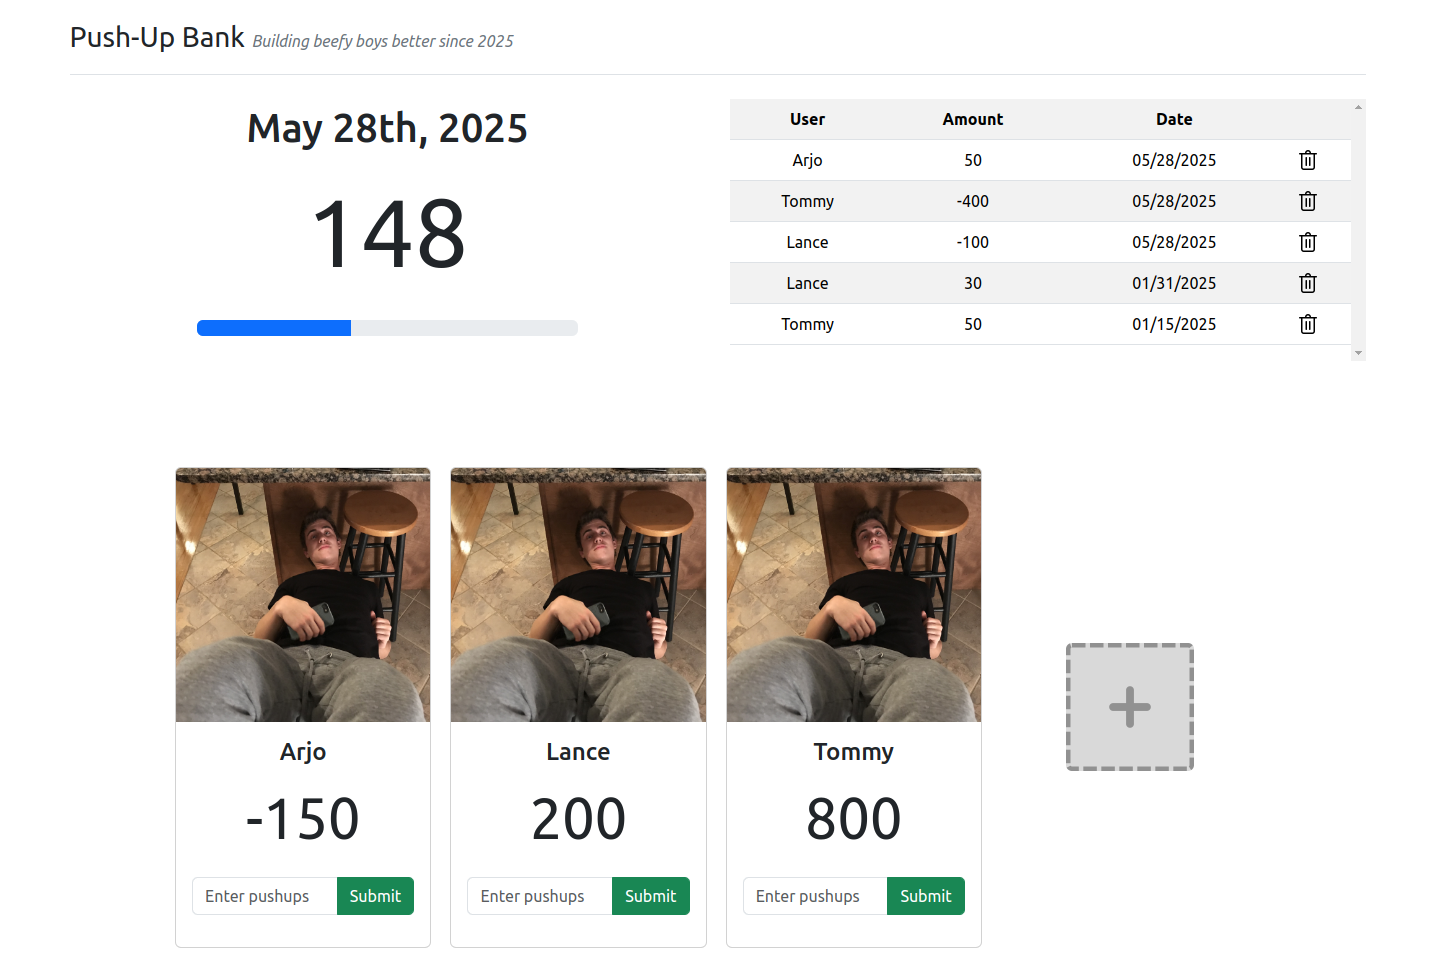 Push-Up Bank Building beefy boys better since 2025
May 28th, 2025
148
User Amount Date
Arjo 50 05/28/2025
Tommy -400 05/28/2025
Lance -100 05/28/2025
Lance 30 01/31/2025
Tommy 50 01/15/2025
Arjo
-150
Enter pushups Submit
Lance
200
Enter pushups Submit
Tommy
800
Enter pushups Submit